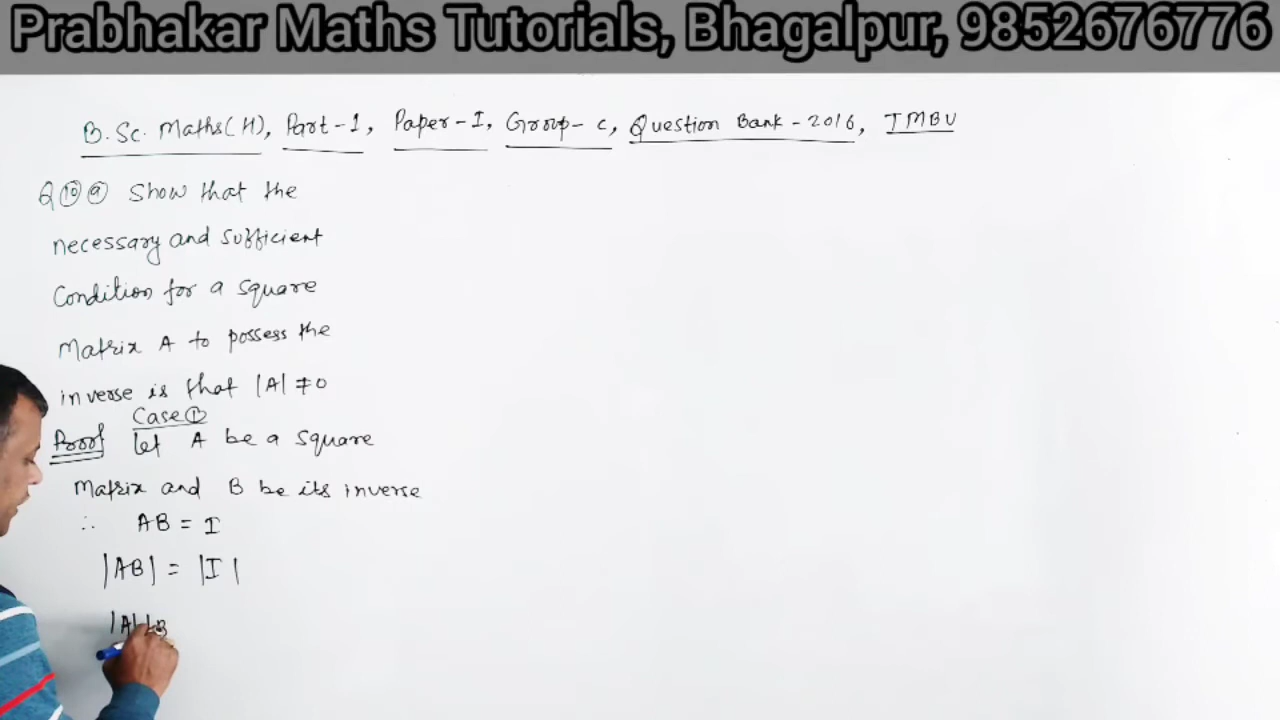 Prabhakar Maths Tutorials, Bhagalpur, 9852676776
B.Sc. Maths(H), Part-1, Paper-I, Group-C, Question Bank-2016, TMBU
Q 10 a Show that the
necessary and sufficient
Condition for a square
Matrix A to possess the
inverse is that |A| ≠ 0
Case ①
Proof let A be a square
Matrix and B be its inverse
∴ AB = I
|AB| = |I|
|A| |B